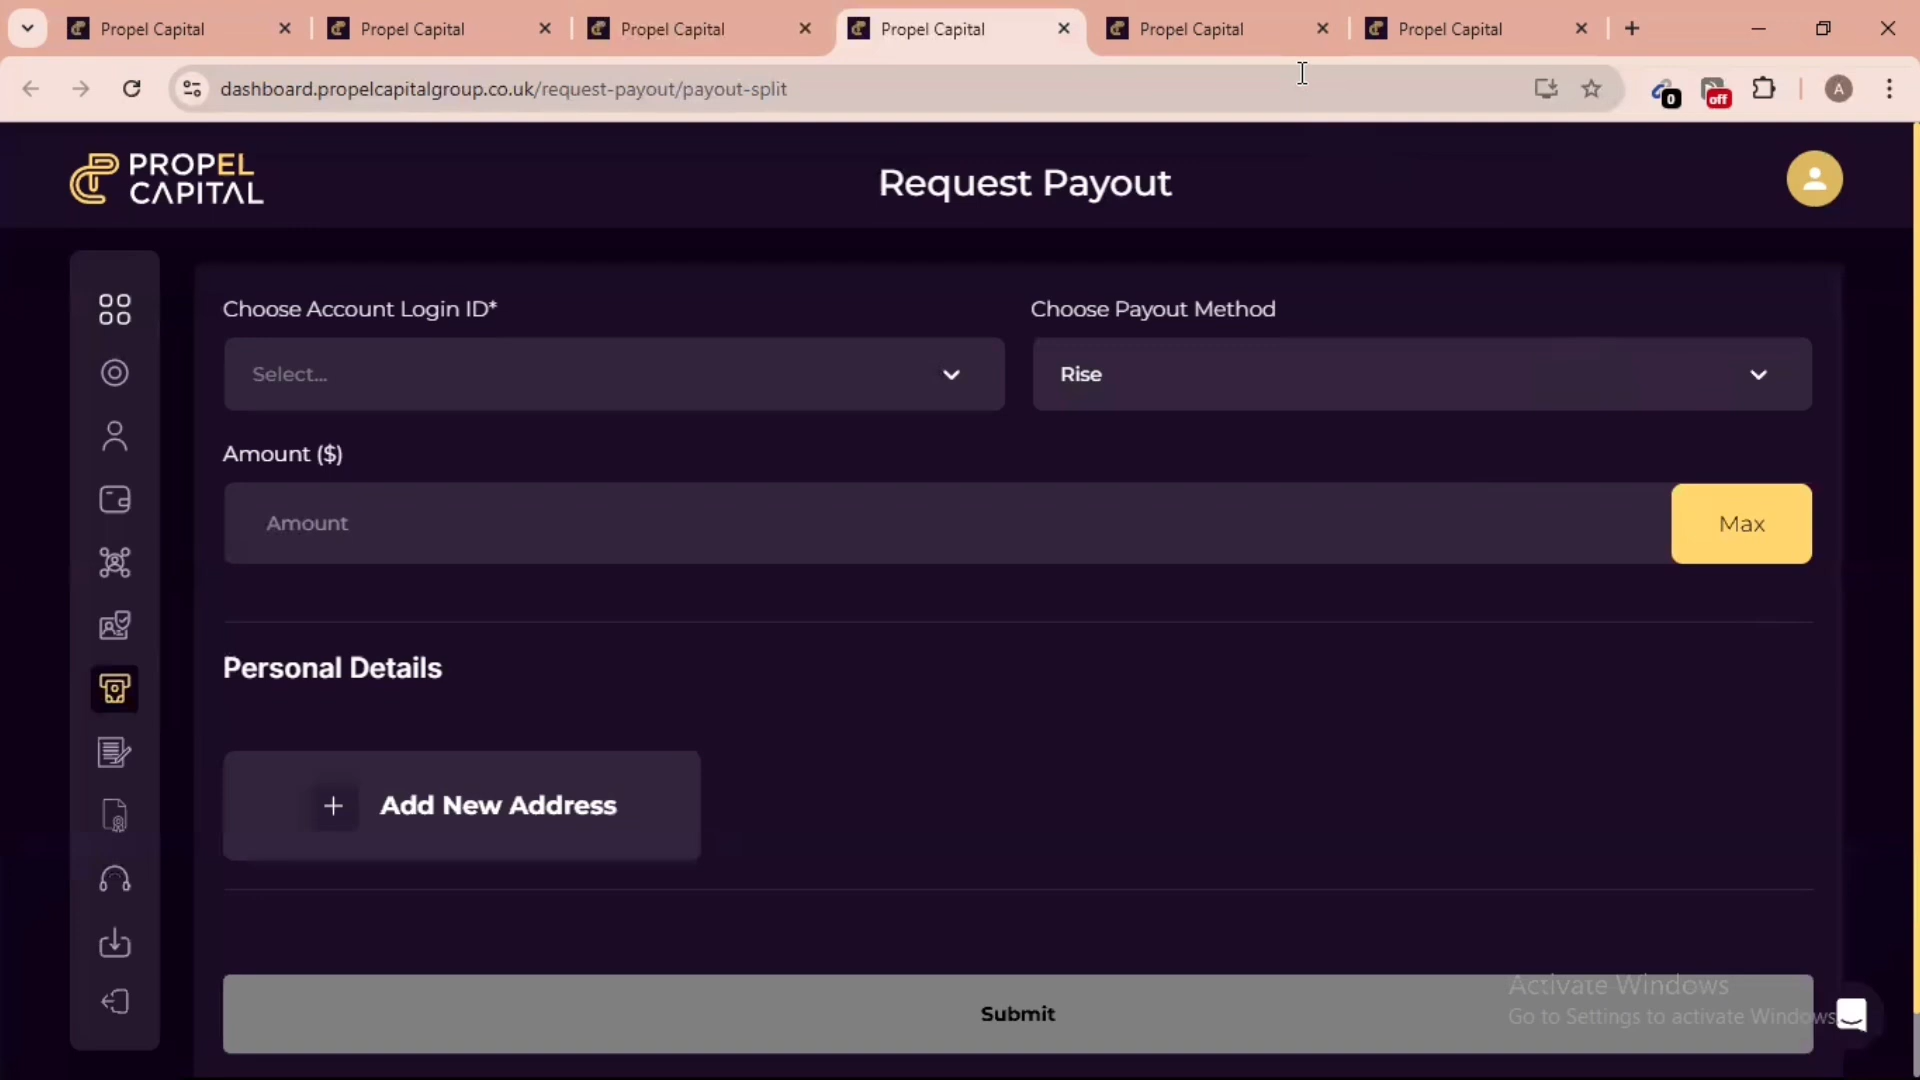 Propel Capital
Propel Capital
Propel Capital
Propel Capital
Propel Capital
Propel Capital
dashboard.propelcapitalgroup.co.uk/request-payout/payout-split
0
off
A
PROPEL
CAPITAL
Request Payout
Choose Account Login ID*
Choose Payout Method
Select...
Rise
Amount ($)
Amount
Max
Personal Details
+ Add New Address
Submit
Activate Windows
Go to Settings to activate Windows